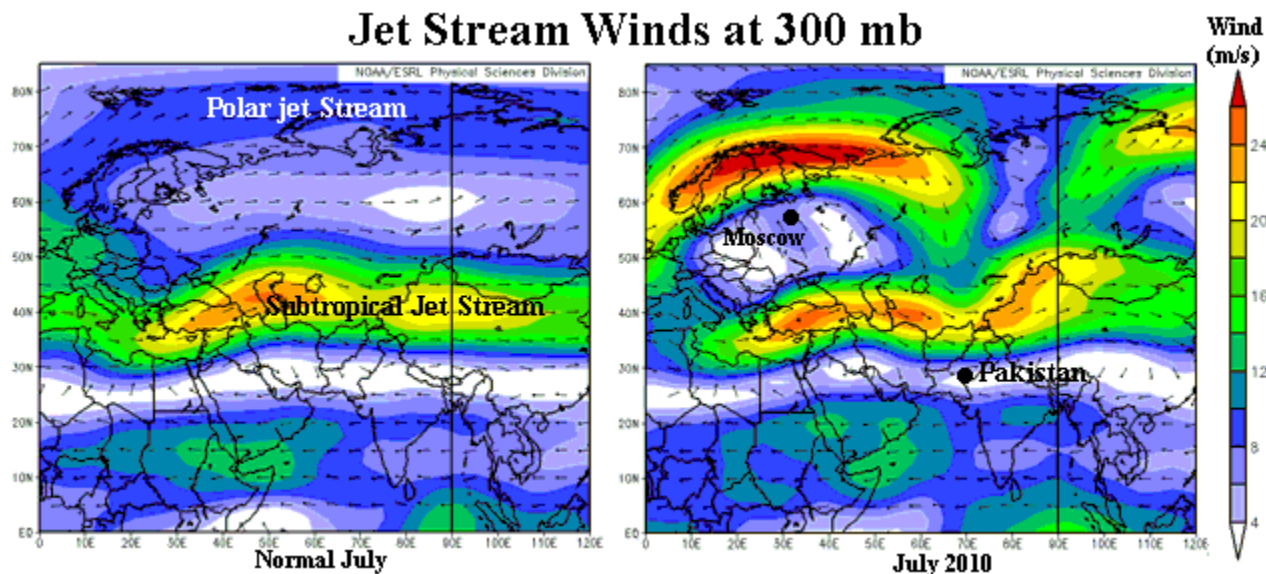 Jet Stream Winds at 300 mb
Wind
(m/s)
NOAA/ESRL Physical Sciences Division
NOAA/ESRL Physical Sciences Division
80N
70N
60N
50N
40N
30N
20N
10N
EQ
0 10E 20E 30E 40E 50E 60E 70E 80E 90E 100E 110E 120E
Polar jet Stream
Subtropical Jet Stream
Normal July
80N
70N
60N
50N
40N
30N
20N
10N
EQ
0 10E 20E 30E 40E 50E 60E 70E 80E 90E 100E 110E 120E
Moscow
Pakistan
July 2010
24
20
16
12
8
4